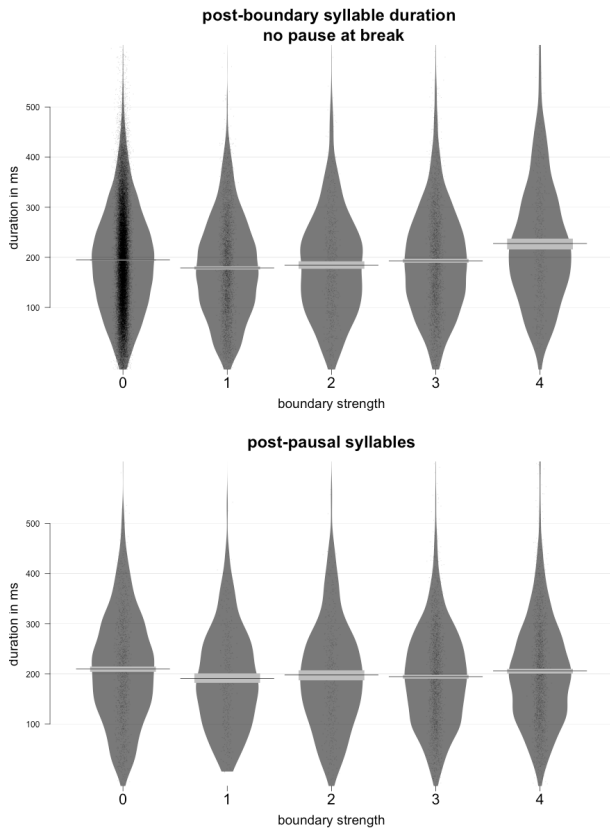 post-boundary syllable duration
no pause at break
duration in ms
500
400
300
200
100
0 1 2 3 4
boundary strength
post-pausal syllables
duration in ms
500
400
300
200
100
0 1 2 3 4
boundary strength